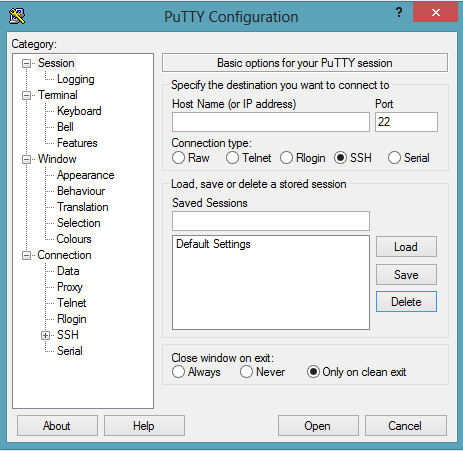 PuTTY Configuration
?
x
Category:
Session
Logging
Terminal
Keyboard
Bell
Features
Window
Appearance
Behaviour
Translation
Selection
Colours
Connection
Data
Proxy
Telnet
Rlogin
SSH
Serial
Basic options for your PuTTY session
Specify the destination you want to connect to
Host Name (or IP address) Port
22
Connection type:
Raw Telnet Rlogin SSH Serial
Load, save or delete a stored session
Saved Sessions
Default Settings
Load
Save
Delete
Close window on exit:
Always Never Only on clean exit
About Help Open Cancel